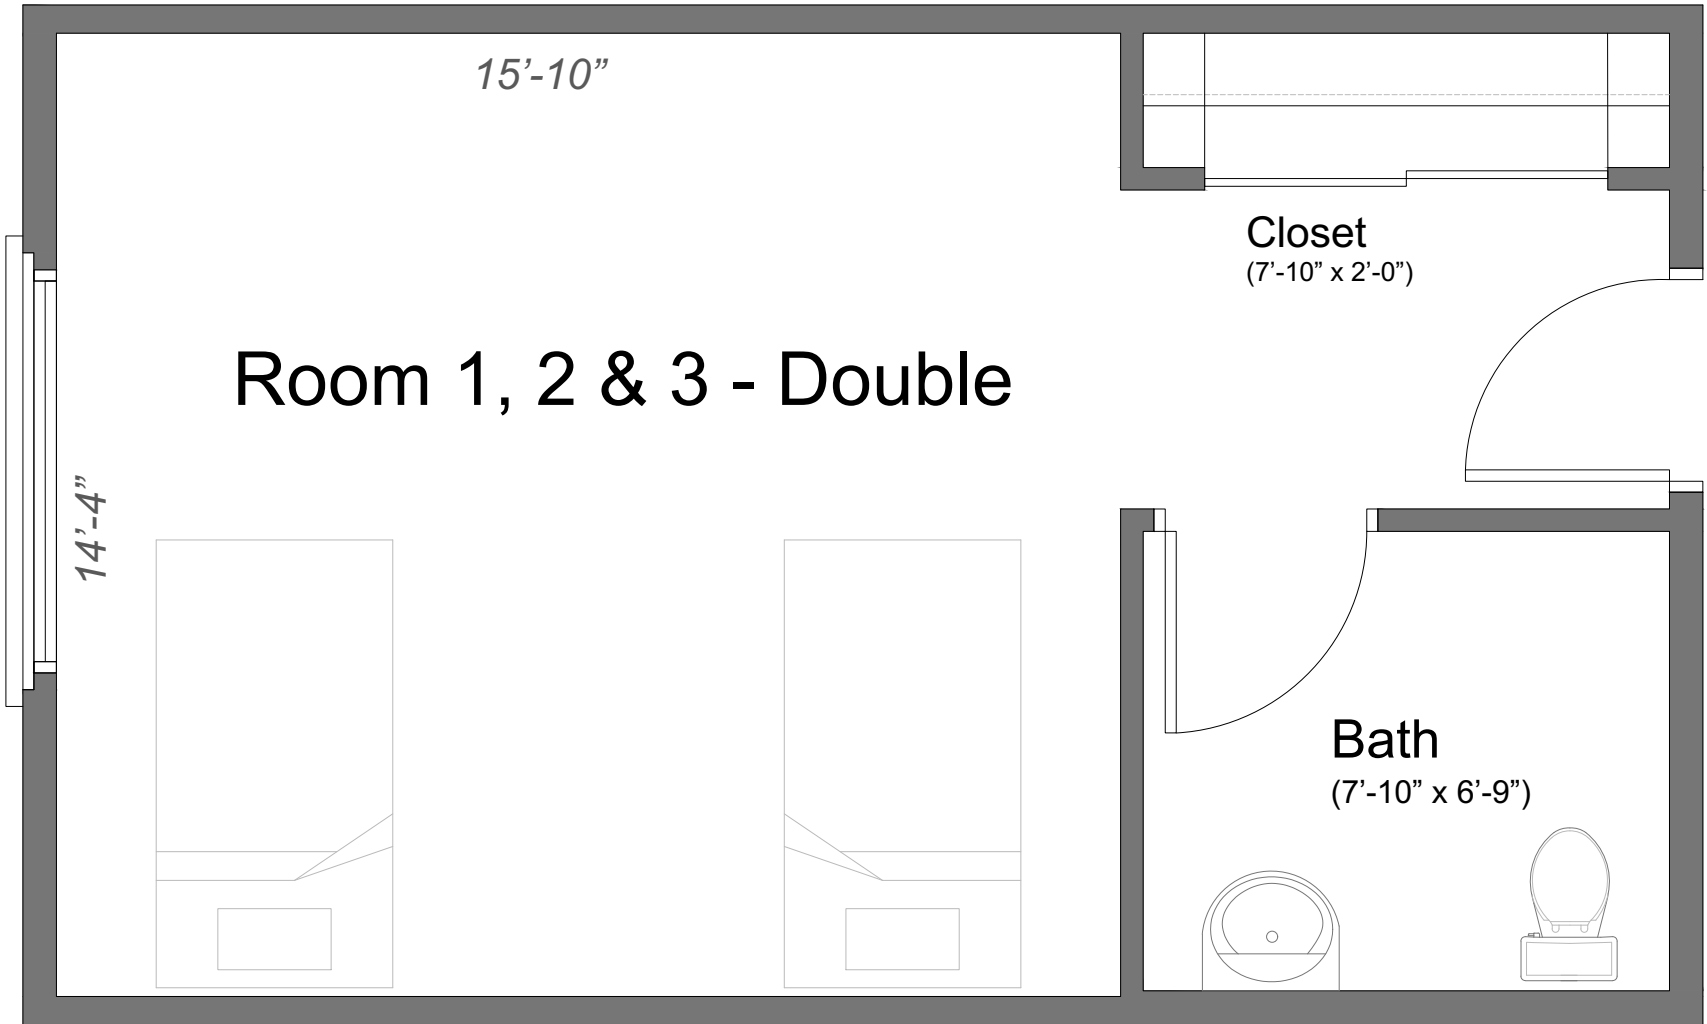 15’-10”
Closet
(7’-10” x 2’-0”)
Room 1, 2 & 3 - Double
14’-4”
Bath
(7’-10” x 6’-9”)